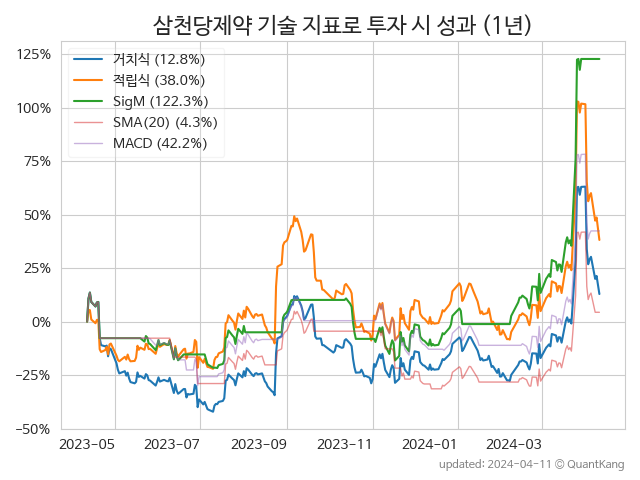 삼천당제약 기술 지표로 투자 시 성과 (1년)
거치식 (12.8%)
적립식 (38.0%)
SigM (122.3%)
SMA(20) (4.3%)
MACD (42.2%)
125%
100%
75%
50%
25%
0%
−25%
−50%
2023-05
2023-07
2023-09
2023-11
2024-01
2024-03
updated: 2024-04-11 © QuantKang